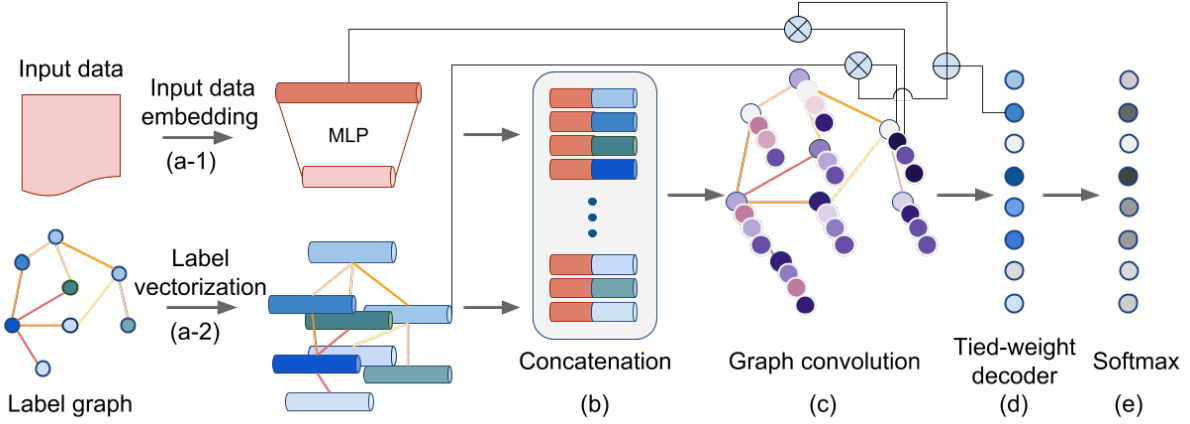 Input data
Input data
embedding
(a-1)
MLP
Label
vectorization
(a-2)
Label graph
Concatenation
(b)
Graph convolution
(c)
Tied-weight
decoder
(d)
Softmax
(e)